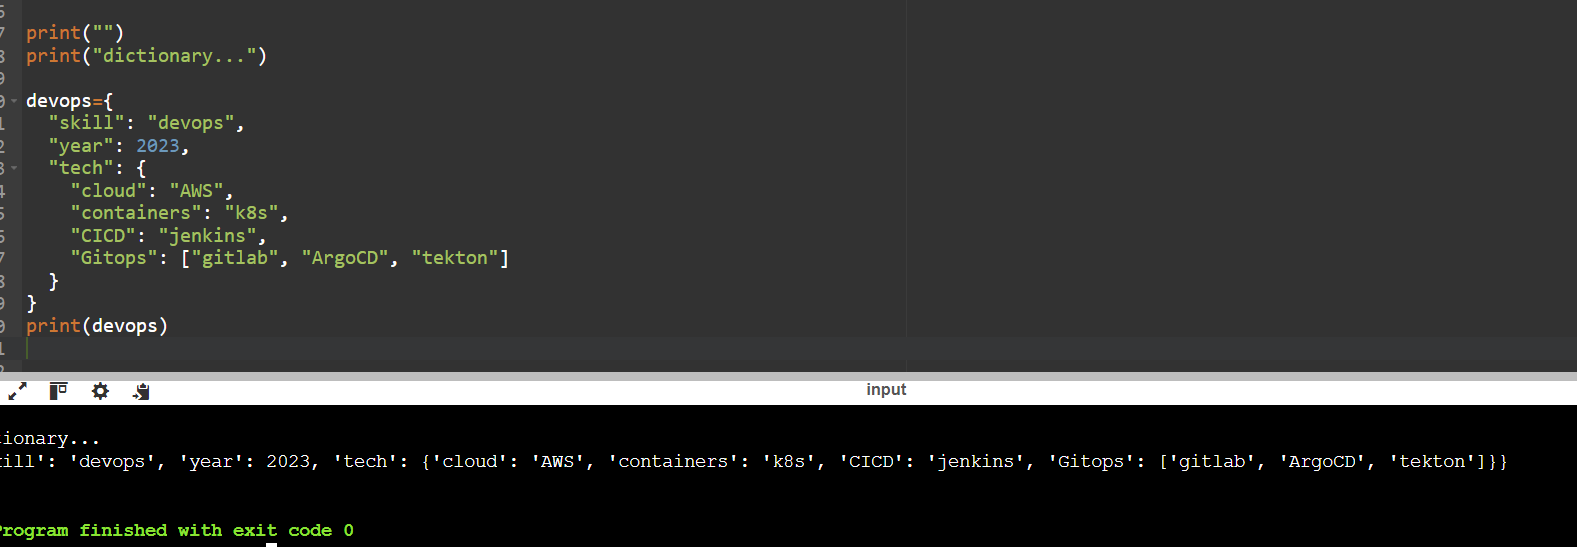 print("")
print("dictionary...")
devops={
"skill": "devops",
"year": 2023,
"tech": {
"cloud": "AWS",
"containers": "k8s",
"CICD": "jenkins",
"Gitops": ["gitlab", "ArgoCD", "tekton"]
}
}
print(devops)
input
ionary...
ill': 'devops', 'year': 2023, 'tech': {'cloud': 'AWS', 'containers': 'k8s', 'CICD': 'jenkins', 'Gitops': ['gitlab', 'ArgoCD', 'tekton']}}
Program finished with exit code 0